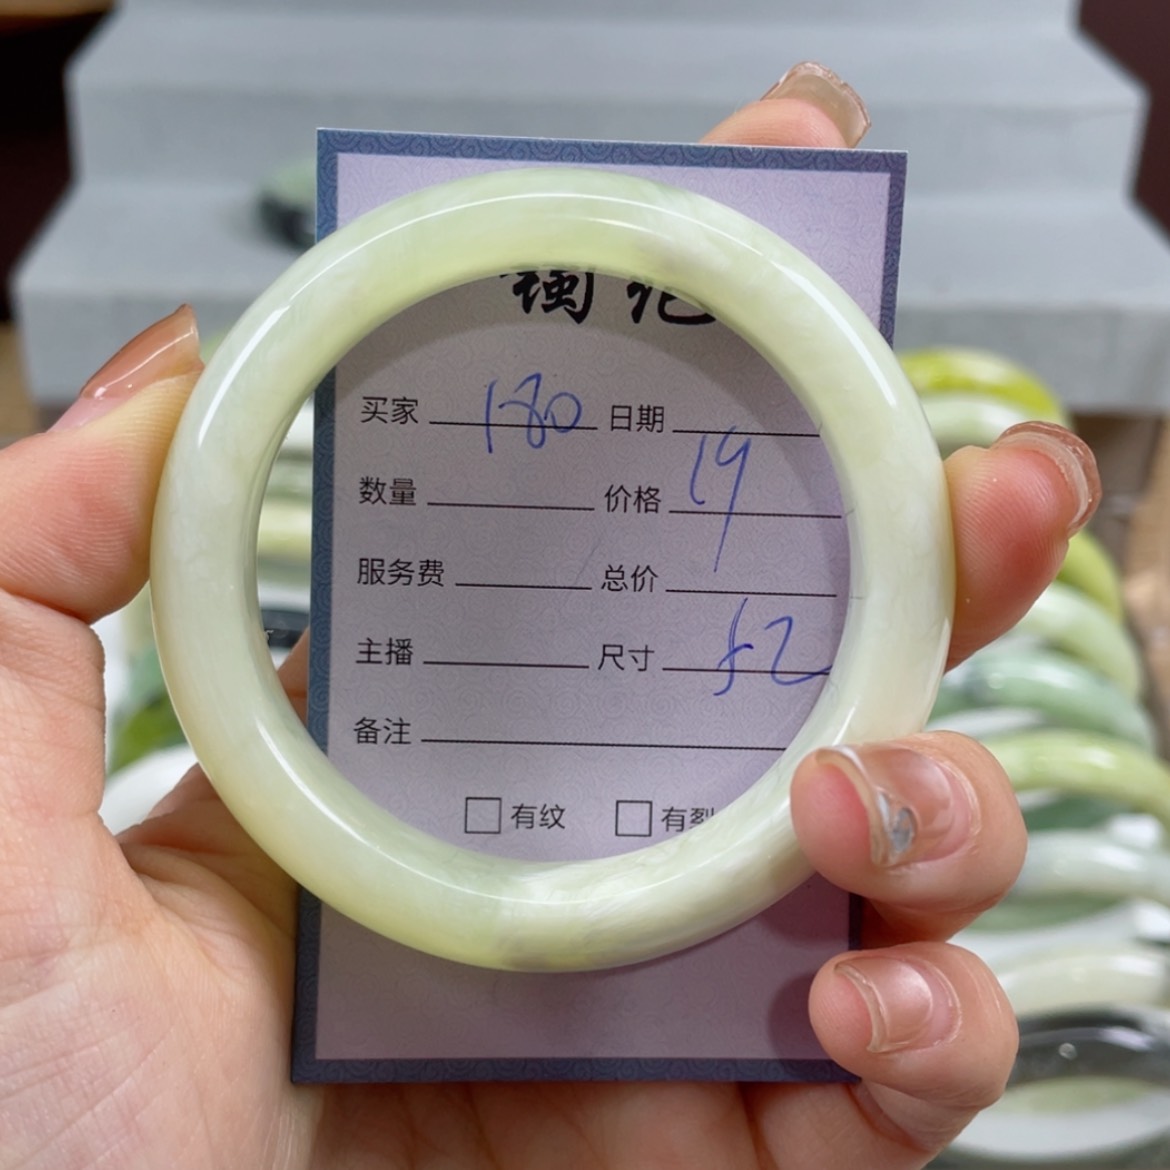 买家 180 日期
数量 价格 19
服务费 总价
主播 尺寸 52
备注
□有纹 □有裂